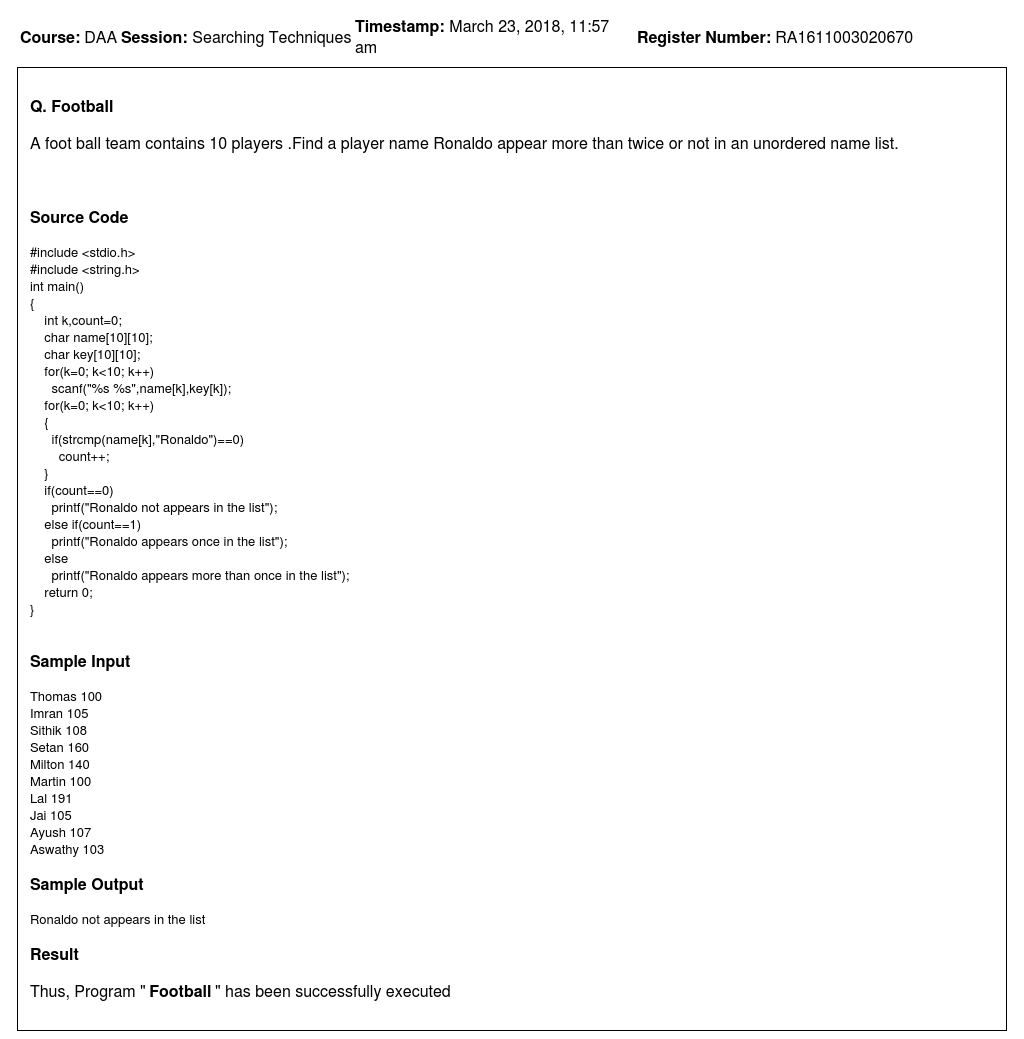 Course: DAA Session: Searching Techniques Timestamp: March 23, 2018, 11:57 am Register Number: RA1611003020670
Q. Football
A foot ball team contains 10 players .Find a player name Ronaldo appear more than twice or not in an unordered name list.
Source Code
#include <stdio.h>
#include <string.h>
int main()
{
    int k,count=0;
    char name[10][10];
    char key[10][10];
    for(k=0; k<10; k++)
      scanf("%s %s",name[k],key[k]);
    for(k=0; k<10; k++)
    {
      if(strcmp(name[k],"Ronaldo")==0)
        count++;
    }
    if(count==0)
      printf("Ronaldo not appears in the list");
    else if(count==1)
      printf("Ronaldo appears once in the list");
    else
      printf("Ronaldo appears more than once in the list");
    return 0;
}
Sample Input
Thomas 100
Imran 105
Sithik 108
Setan 160
Milton 140
Martin 100
Lal 191
Jai 105
Ayush 107
Aswathy 103
Sample Output
Ronaldo not appears in the list
Result
Thus, Program " Football " has been successfully executed